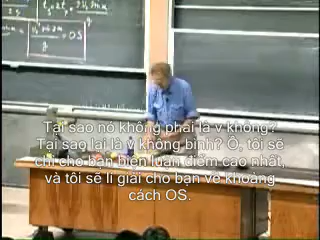 = OS
Tại sao nó không phải là v không?
Tại sao lại là v không bình? Ồ, tôi sẽ
chỉ cho bạn biện luận điểm cao nhất,
và tôi sẽ lí giải cho bạn về khoảng
cách OS.